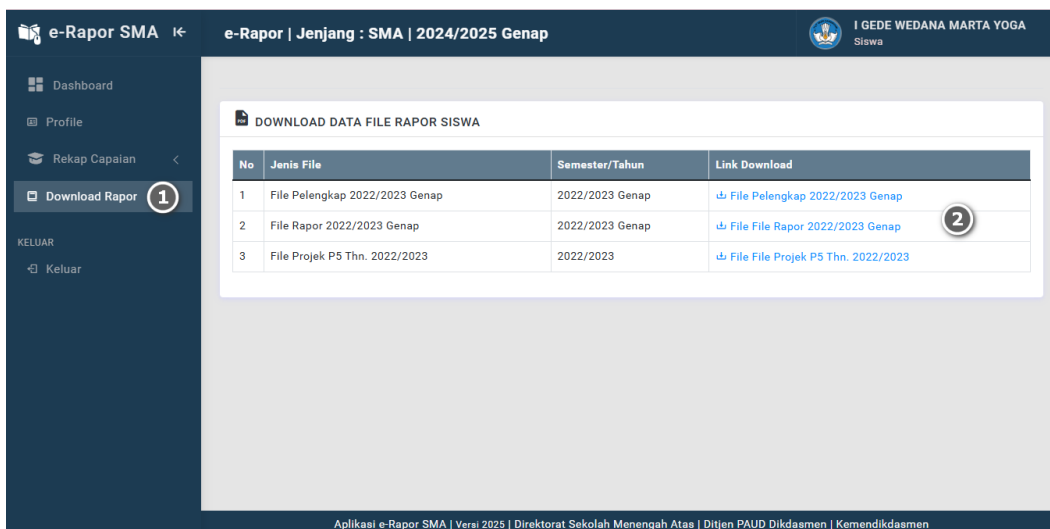 e-Rapor SMA
e-Rapor | Jenjang : SMA | 2024/2025 Genap
I GEDE WEDANA MARTA YOGA
Siswa
Dashboard
Profile
Rekap Capaian
Download Rapor 1
KELUAR
Keluar
PDF DOWNLOAD DATA FILE RAPOR SISWA
No Jenis File Semester/Tahun Link Download
1 File Pelengkap 2022/2023 Genap 2022/2023 Genap File Pelengkap 2022/2023 Genap
2 File Rapor 2022/2023 Genap 2022/2023 Genap File File Rapor 2022/2023 Genap 2
3 File Projek P5 Thn. 2022/2023 2022/2023 File File Projek P5 Thn. 2022/2023
Aplikasi e-Rapor SMA | Versi 2025 | Direktorat Sekolah Menengah Atas | Ditjen PAUD Dikdasmen | Kemendikdasmen